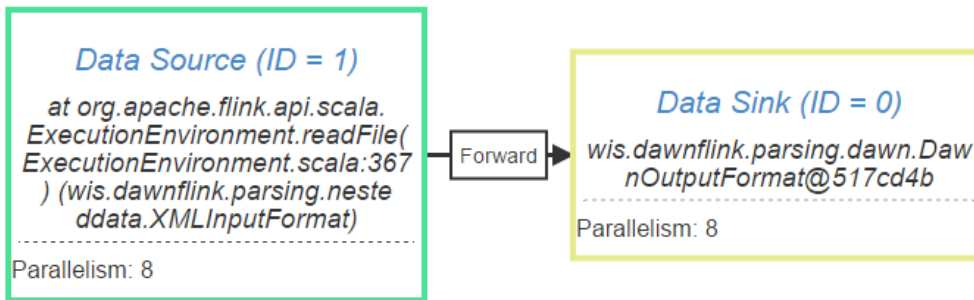 Data Source (ID = 1)
at org.apache.flink.api.scala.
ExecutionEnvironment.readFile(
ExecutionEnvironment.scala:367
) (wis.dawnflink.parsing.neste
ddata.XMLInputFormat)
Parallelism: 8
Forward
Data Sink (ID = 0)
wis.dawnflink.parsing.dawn.Daw
nOutputFormat@517cd4b
Parallelism: 8